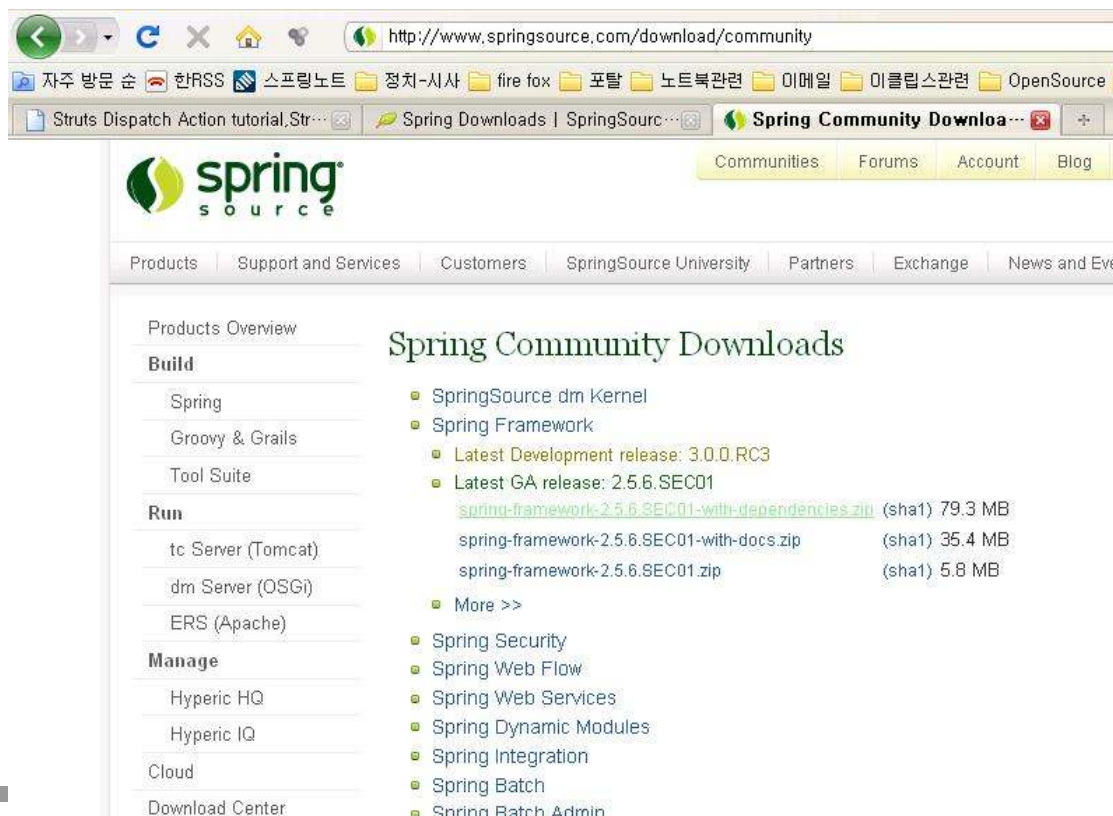 http://www.springsource.com/download/community
자주 방문 순 한RSS 스프링노트 정치-시사 fire fox 포탈 노트북관련 이메일 이클립스관련 OpenSource
Struts Dispatch Action tutorial,Str… Spring Downloads | SpringSourc… Spring Community Downloa…
spring
source
Communities Forums Account Blog
Products Support and Services Customers SpringSource University Partners Exchange News and Eve
Products Overview
Build
Spring
Groovy & Grails
Tool Suite
Run
tc Server (Tomcat)
dm Server (OSGi)
ERS (Apache)
Manage
Hyperic HQ
Hyperic IQ
Cloud
Download Center
Spring Community Downloads
SpringSource dm Kernel
Spring Framework
Latest Development release: 3.0.0.RC3
Latest GA release: 2.5.6.SEC01
spring-framework-2.5.6.SEC01-with-dependencies.zip (sha1) 79.3 MB
spring-framework-2.5.6.SEC01-with-docs.zip (sha1) 35.4 MB
spring-framework-2.5.6.SEC01.zip (sha1) 5.8 MB
More >>
Spring Security
Spring Web Flow
Spring Web Services
Spring Dynamic Modules
Spring Integration
Spring Batch
Spring Batch Admin